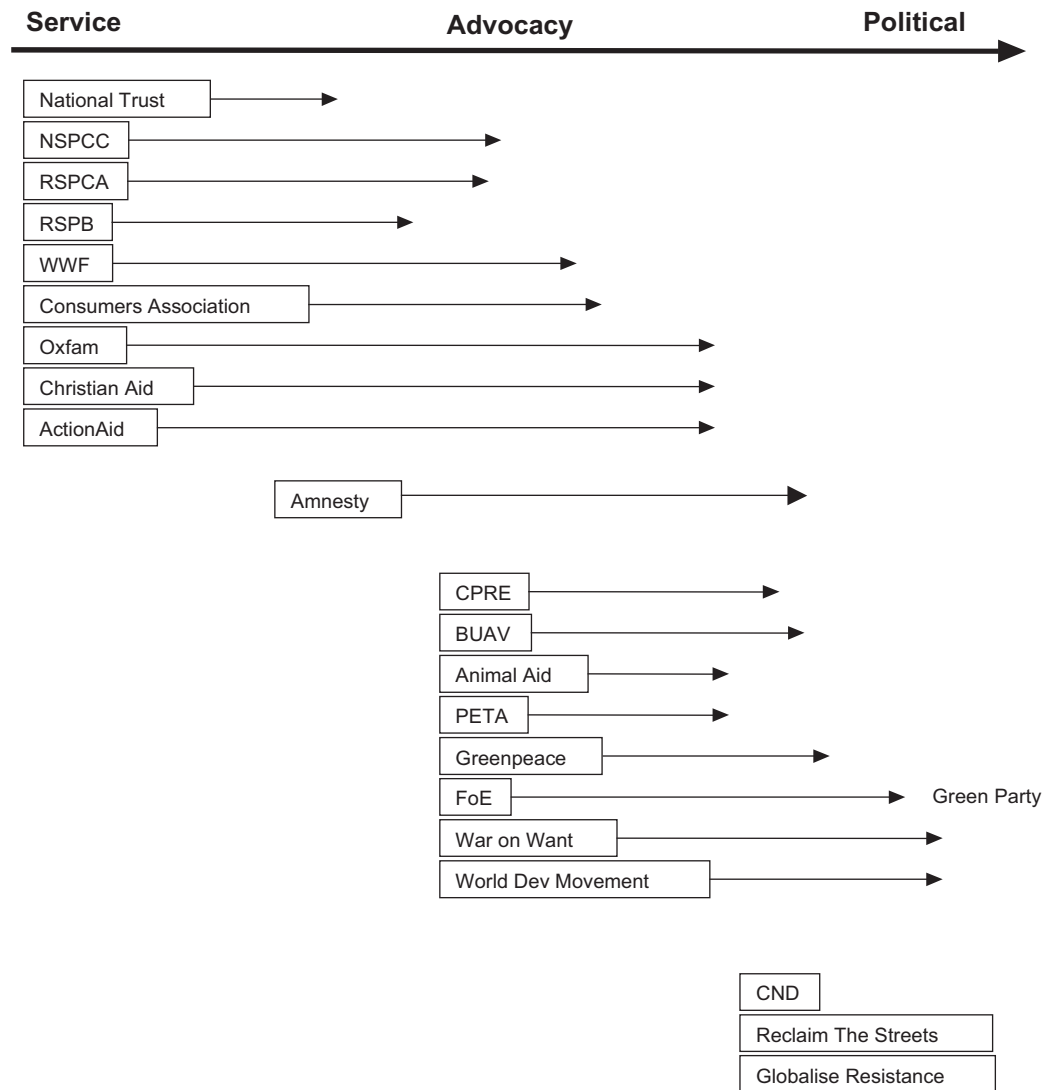 Service Advocacy Political
National Trust
NSPCC
RSPCA
RSPB
WWF
Consumers Association
Oxfam
Christian Aid
ActionAid
Amnesty
CPRE
BUAV
Animal Aid
PETA
Greenpeace
FoE Green Party
War on Want
World Dev Movement
CND
Reclaim The Streets
Globalise Resistance